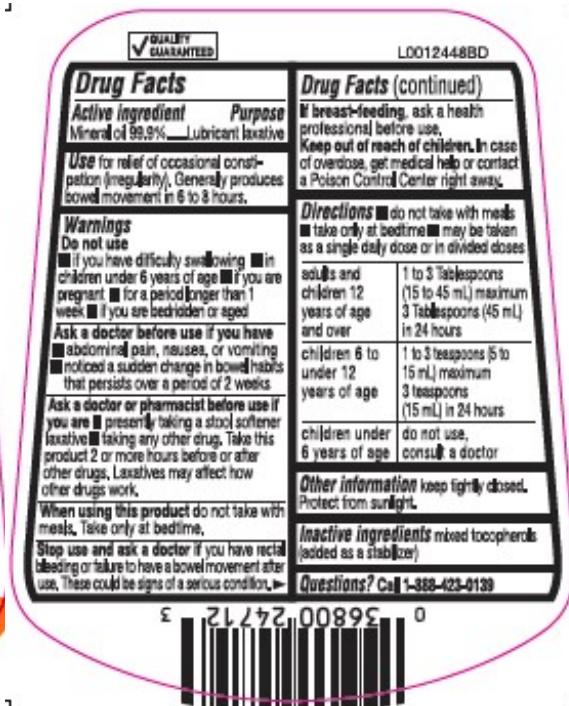 QUALITY
GUARANTEED
L0012448BD
Drug Facts
Active ingredient Purpose
Mineral oil 99.9% Lubricant laxative
Use for relief of occasional consti-
pation (irregularity). Generally produces
bowel movement in 6 to 8 hours.
Warnings
Do not use
■ if you have difficulty swallowing ■ in
children under 6 years of age ■ if you are
pregnant ■ for a period longer than 1
week ■ if you are bedridden or aged
Ask a doctor before use if you have
■ abdominal pain, nausea, or vomiting
■ noticed a sudden change in bowel habits
that persists over a period of 2 weeks
Ask a doctor or pharmacist before use if
you are ■ presently taking a stool softener
laxative ■ taking any other drug. Take this
product 2 or more hours before or after
other drugs. Laxatives may affect how
other drugs work.
When using this product do not take with
meals. Take only at bedtime.
Stop use and ask a doctor if you have rectal
bleeding or failure to have a bowel movement after
use. These could be signs of a serious condition. ►
Drug Facts (continued)
If breast-feeding, ask a health
professional before use.
Keep out of reach of children. In case
of overdose, get medical help or contact
a Poison Control Center right away.
Directions ■ do not take with meals
■ take only at bedtime ■ may be taken
as a single daily dose or in divided doses
adults and
children 12
years of age
and over
1 to 3 Tablespoons
(15 to 45 mL) maximum
3 Tablespoons (45 mL)
in 24 hours
children 6 to
under 12
years of age
1 to 3 teaspoons (5 to
15 mL) maximum
3 teaspoons
(15 mL) in 24 hours
children under
6 years of age
do not use,
consult a doctor
Other information keep tightly closed.
Protect from sunlight.
Inactive ingredients mixed tocopherols
(added as a stabilizer)
Questions? Call 1-888-423-0139
0 36800 24712 3